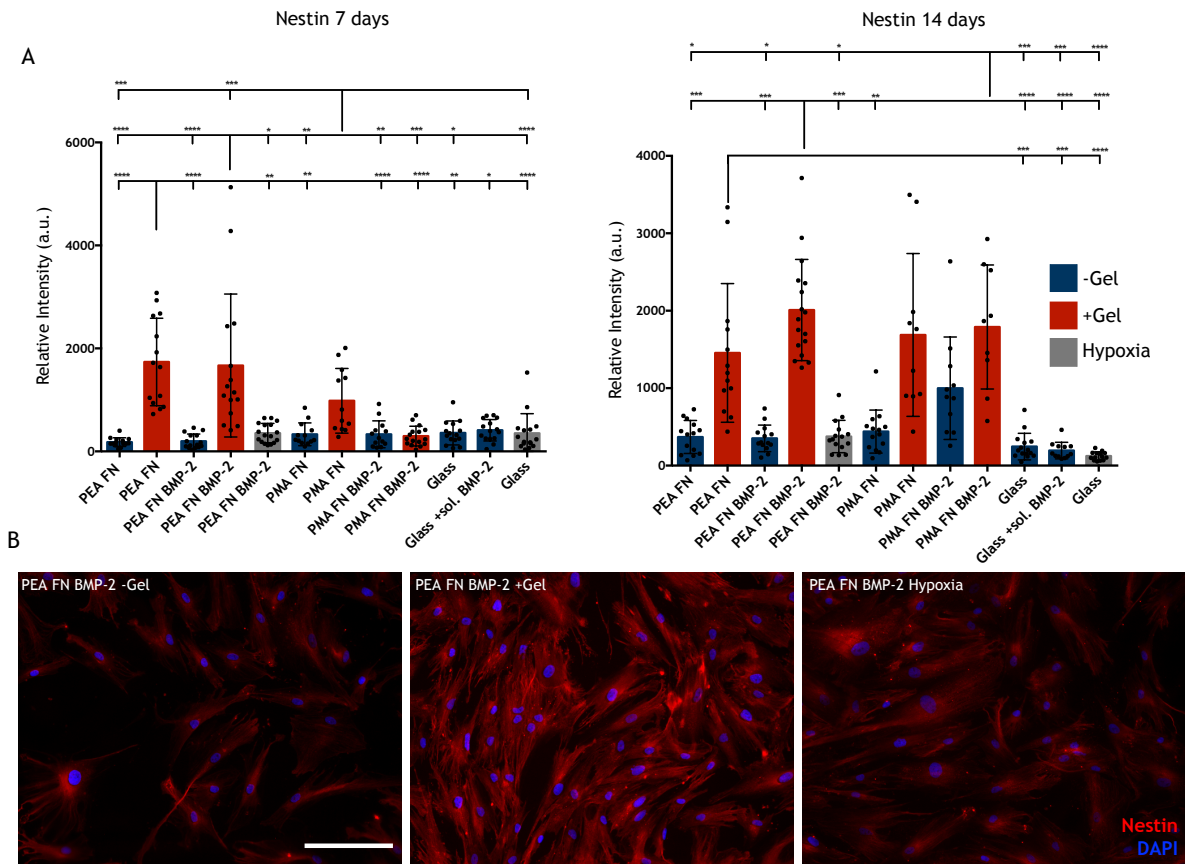 Nestin 7 days
Nestin 14 days
A
*** ***
**** **** * ** ** *** * ****
**** **** ** ** **** **** ** * ****
Relative Intensity (a.u.)
6000
4000
2000
0
PEA FN
PEA FN
PEA FN BMP-2
PEA FN BMP-2
PEA FN BMP-2
PMA FN
PMA FN
PMA FN BMP-2
PMA FN BMP-2
Glass
Glass +sol. BMP-2
Glass
* * * *** *** ****
*** *** *** ** **** **** ****
*** *** ****
Relative Intensity (a.u.)
4000
3000
2000
1000
0
PEA FN
PEA FN
PEA FN BMP-2
PEA FN BMP-2
PEA FN BMP-2
PMA FN
PMA FN
PMA FN BMP-2
PMA FN BMP-2
Glass
Glass +sol. BMP-2
Glass
-Gel
+Gel
Hypoxia
B
PEA FN BMP-2 -Gel
PEA FN BMP-2 +Gel
PEA FN BMP-2 Hypoxia
Nestin
DAPI